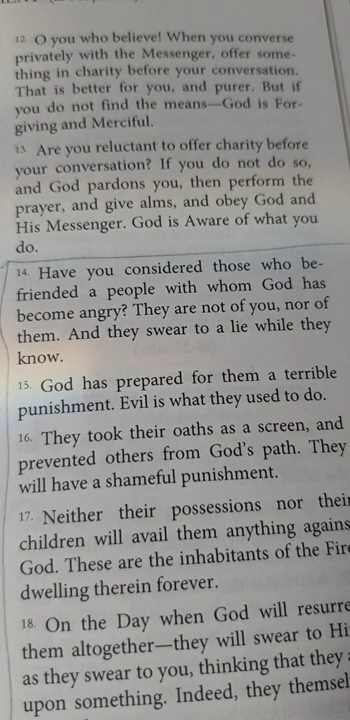 12. O you who believe! When you converse
privately with the Messenger, offer some-
thing in charity before your conversation.
That is better for you, and purer. But if
you do not find the means—God is For-
giving and Merciful.
13. Are you reluctant to offer charity before
your conversation? If you do not do so,
and God pardons you, then perform the
prayer, and give alms, and obey God and
His Messenger. God is Aware of what you
do.
14. Have you considered those who be-
friended a people with whom God has
become angry? They are not of you, nor of
them. And they swear to a lie while they
know.
15. God has prepared for them a terrible
punishment. Evil is what they used to do.
16. They took their oaths as a screen, and
prevented others from God's path. They
will have a shameful punishment.
17. Neither their possessions nor their
children will avail them anything agains
God. These are the inhabitants of the Fire
dwelling therein forever.
18. On the Day when God will resurre
them altogether—they will swear to Hi
as they swear to you, thinking that they
upon something. Indeed, they themsel